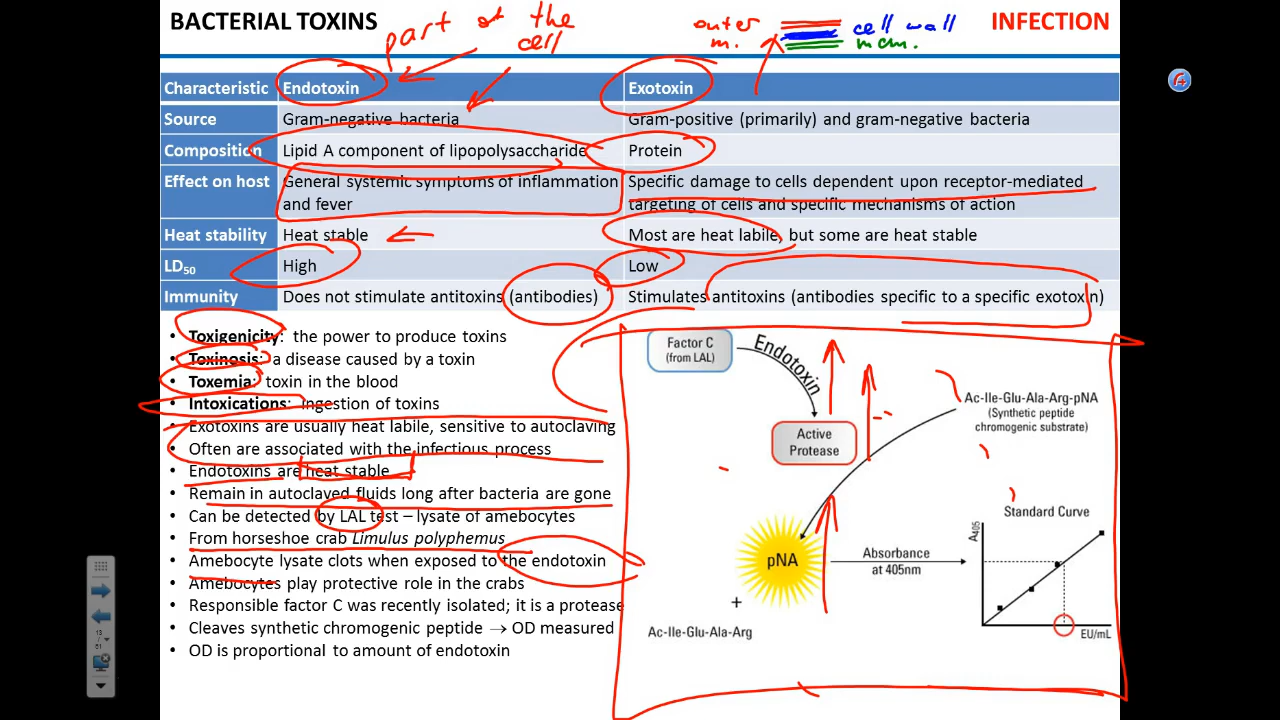 BACTERIAL TOXINS
part of the
cell
outer
m.
cell wall
mem.
INFECTION
Characteristic Endotoxin Exotoxin
Source Gram-negative bacteria Gram-positive (primarily) and gram-negative bacteria
Composition Lipid A component of lipopolysaccharide Protein
Effect on host General systemic symptoms of inflammation Specific damage to cells dependent upon receptor-mediated
and fever targeting of cells and specific mechanisms of action
Heat stability Heat stable Most are heat labile, but some are heat stable
LD50 High Low
Immunity Does not stimulate antitoxins (antibodies) Stimulates antitoxins (antibodies specific to a specific exotoxin)
• Toxigenicity: the power to produce toxins
• Toxinosis: a disease caused by a toxin
• Toxemia: toxin in the blood
• Intoxications: ingestion of toxins
• Exotoxins are usually heat labile, sensitive to autoclaving
• Often are associated with the infectious process
• Endotoxins are heat stable
• Remain in autoclaved fluids long after bacteria are gone
• Can be detected by LAL test – lysate of amebocytes
• From horseshoe crab Limulus polyphemus
• Amebocyte lysate clots when exposed to the endotoxin
• Amebocytes play protective role in the crabs
• Responsible factor C was recently isolated; it is a protease
• Cleaves synthetic chromogenic peptide → OD measured
• OD is proportional to amount of endotoxin
Factor C
(from LAL)
Endotoxin
Active
Protease
Ac-Ile-Glu-Ala-Arg-pNA
(Synthetic peptide
chromogenic substrate)
pNA
+
Ac-Ile-Glu-Ala-Arg
Absorbance
at 405nm
Standard Curve
A405
EU/mL
13
51